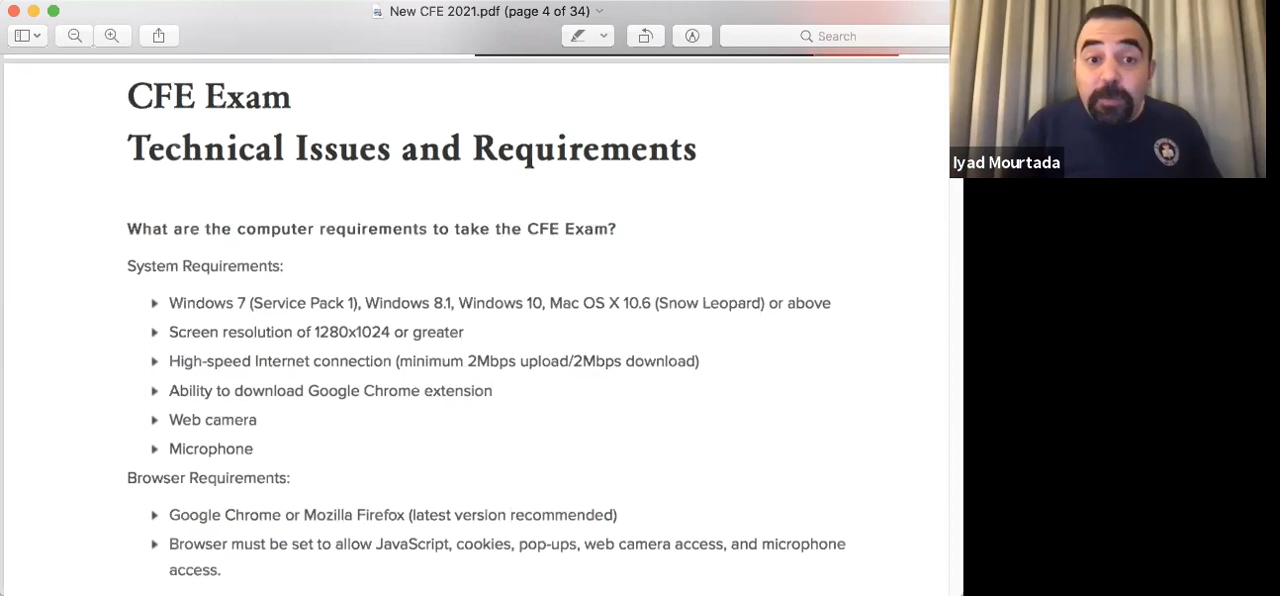 New CFE 2021.pdf (page 4 of 34)
Search
CFE Exam
Technical Issues and Requirements
What are the computer requirements to take the CFE Exam?
System Requirements:
Windows 7 (Service Pack 1), Windows 8.1, Windows 10, Mac OS X 10.6 (Snow Leopard) or above
Screen resolution of 1280x1024 or greater
High-speed Internet connection (minimum 2Mbps upload/2Mbps download)
Ability to download Google Chrome extension
Web camera
Microphone
Browser Requirements:
Google Chrome or Mozilla Firefox (latest version recommended)
Browser must be set to allow JavaScript, cookies, pop-ups, web camera access, and microphone
access.
Iyad Mourtada